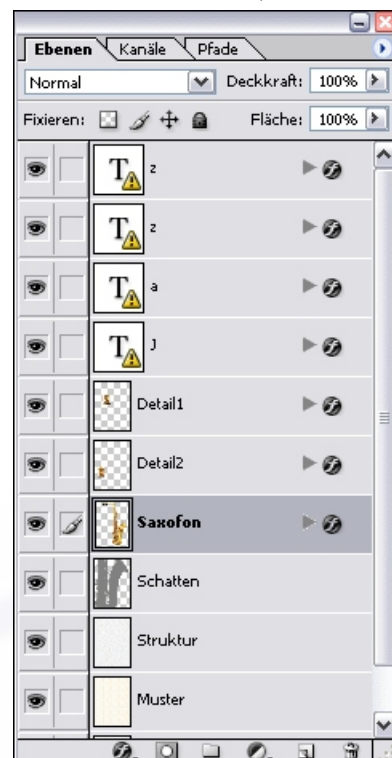 Ebenen Kanäle Pfade
Normal Deckkraft: 100%
Fixieren: Fläche: 100%
T z
T z
T a
T J
Detail1
Detail2
Saxofon
Schatten
Struktur
Muster